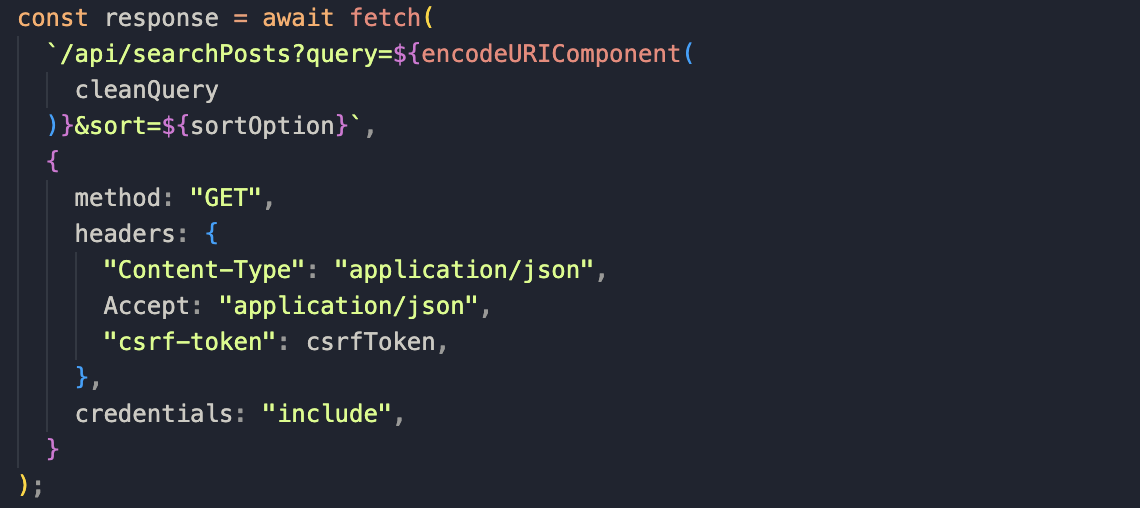 const response = await fetch(
`/api/searchPosts?query=${encodeURIComponent(
cleanQuery
)}&sort=${sortOption}`,
{
method: "GET",
headers: {
"Content-Type": "application/json",
Accept: "application/json",
"csrf-token": csrfToken,
},
credentials: "include",
}
);